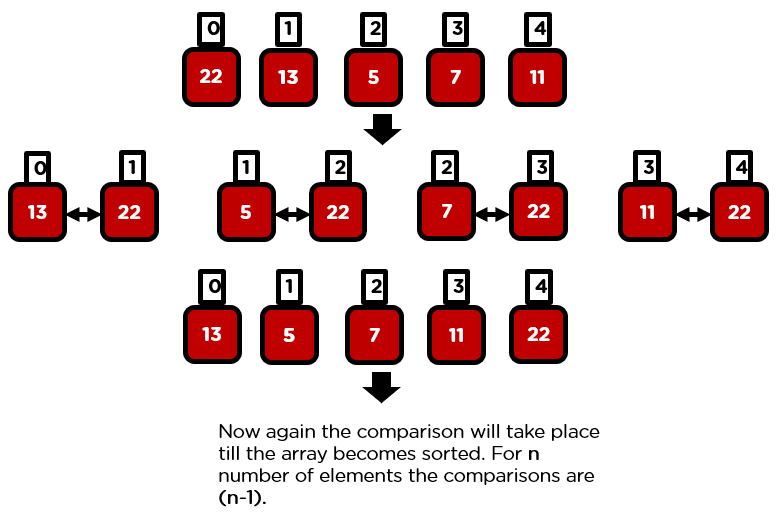 0 1 2 3 4
22 13 5 7 11
0 1 1 2 2 3 3 4
13 22 5 22 7 22 11 22
0 1 2 3 4
13 5 7 11 22
Now again the comparison will take place
till the array becomes sorted. For n
number of elements the comparisons are
(n-1).